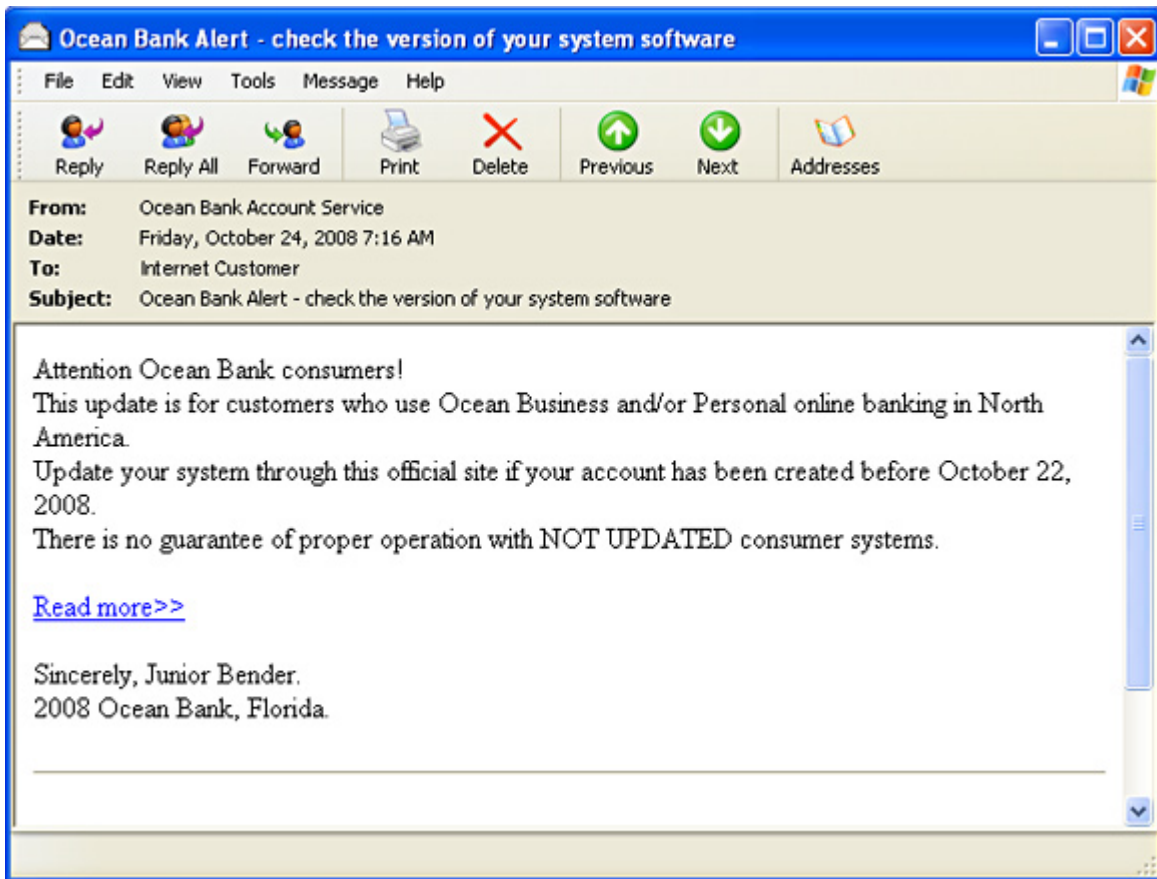 Ocean Bank Alert - check the version of your system software
File Edit View Tools Message Help
Reply Reply All Forward Print Delete Previous Next Addresses
From: Ocean Bank Account Service
Date: Friday, October 24, 2008 7:16 AM
To: Internet Customer
Subject: Ocean Bank Alert - check the version of your system software
Attention Ocean Bank consumers!
This update is for customers who use Ocean Business and/or Personal online banking in North
America.
Update your system through this official site if your account has been created before October 22,
2008.
There is no guarantee of proper operation with NOT UPDATED consumer systems.
Read more>>
Sincerely, Junior Bender.
2008 Ocean Bank, Florida.